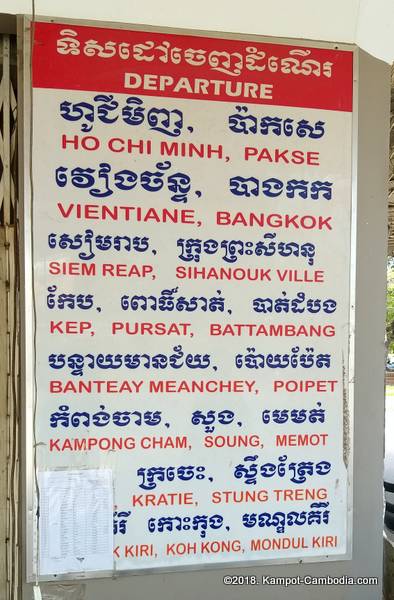 ទិសដៅចេញដំណើរ
DEPARTURE
ហូជីមិញ, ប៉ាកសេ
HO CHI MINH, PAKSE
វៀងច័ន្ទ, បាងកក
VIENTIANE, BANGKOK
សៀមរាប, ក្រុងព្រះសីហនុ
SIEM REAP, SIHANOUK VILLE
កែប, ពោធិ៍សាត់, បាត់ដំបង
KEP, PURSAT, BATTAMBANG
បន្ទាយមានជ័យ, ប៉ោយប៉ែត
BANTEAY MEANCHEY, POIPET
កំពង់ចាម, សួង, មេមត់
KAMPONG CHAM, SOUNG, MEMOT
ក្រចេះ, ស្ទឹងត្រែង
, KRATIE, STUNG TRENG
គីរី កោះកុង, មណ្ឌលគីរី
K KIRI, KOH KONG, MONDUL KIRI
©2018. Kampot-Cambodia.com